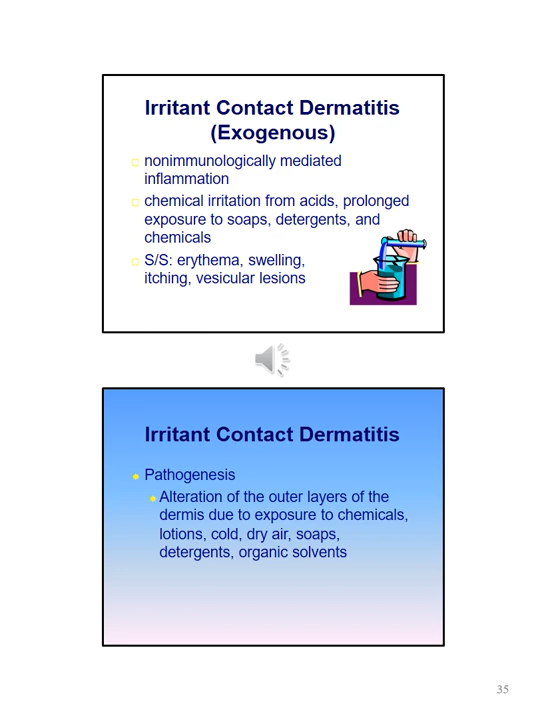 Irritant Contact Dermatitis
(Exogenous)
nonimmunologically mediated
inflammation
chemical irritation from acids, prolonged
exposure to soaps, detergents, and
chemicals
S/S: erythema, swelling,
itching, vesicular lesions
Irritant Contact Dermatitis
Pathogenesis
Alteration of the outer layers of the
dermis due to exposure to chemicals,
lotions, cold, dry air, soaps,
detergents, organic solvents
35